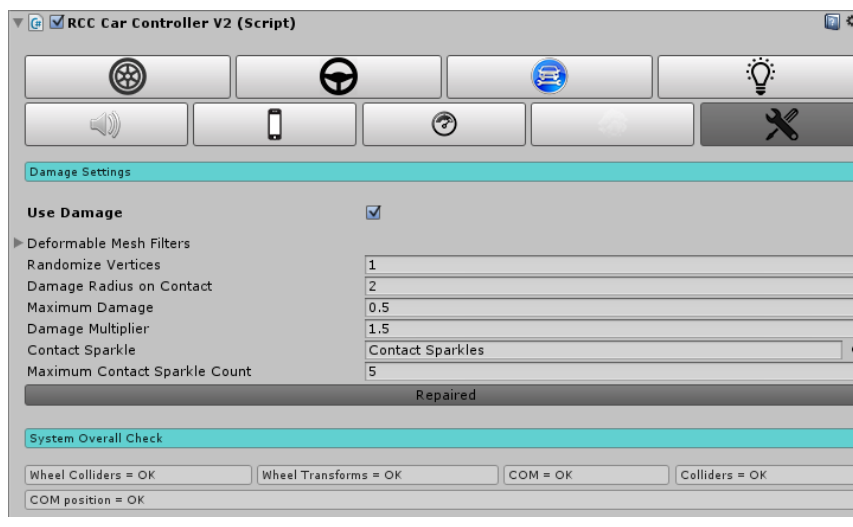 RCC Car Controller V2 (Script)
Damage Settings
Use Damage
Deformable Mesh Filters
Randomize Vertices 1
Damage Radius on Contact 2
Maximum Damage 0.5
Damage Multiplier 1.5
Contact Sparkle Contact Sparkles
Maximum Contact Sparkle Count 5
Repaired
System Overall Check
Wheel Colliders = OK Wheel Transforms = OK COM = OK Colliders = OK
COM position = OK